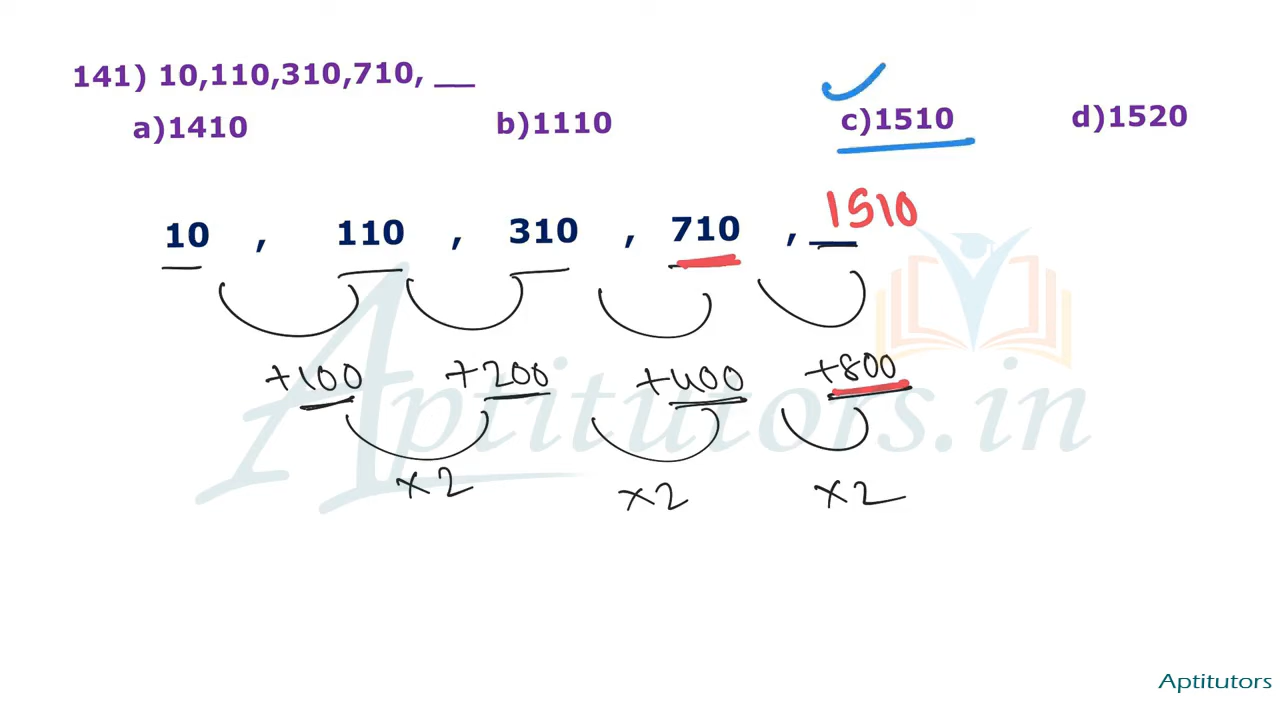 141) 10,110,310,710, __
a)1410 b)1110 c)1510 d)1520
10 , 110 , 310 , 710 , 1510
+100 +200 +400 +800
×2 ×2 ×2
Aptitutors.in
Aptitutors